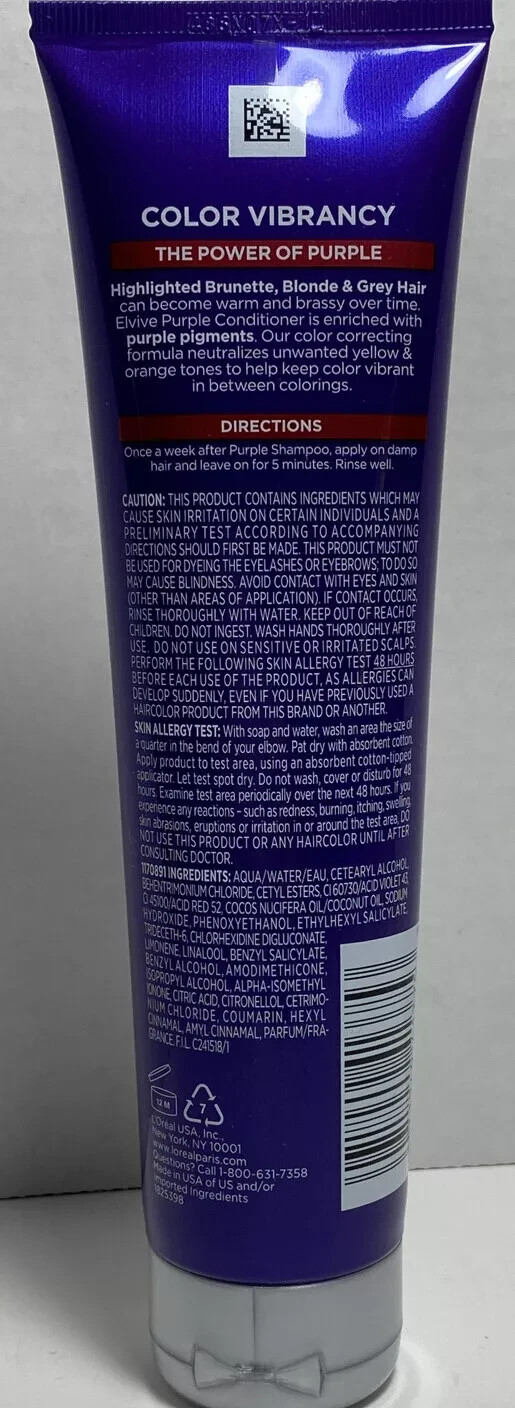 COLOR VIBRANCY
THE POWER OF PURPLE
Highlighted Brunette, Blonde & Grey Hair
can become warm and brassy over time.
Elvive Purple Conditioner is enriched with
purple pigments. Our color correcting
formula neutralizes unwanted yellow &
orange tones to help keep color vibrant
in between colorings.
DIRECTIONS
Once a week after Purple Shampoo, apply on damp
hair and leave on for 5 minutes. Rinse well.
CAUTION: THIS PRODUCT CONTAINS INGREDIENTS WHICH MAY
CAUSE SKIN IRRITATION ON CERTAIN INDIVIDUALS AND A
PRELIMINARY TEST ACCORDING TO ACCOMPANYING
DIRECTIONS SHOULD FIRST BE MADE. THIS PRODUCT MUST NOT
BE USED FOR DYEING THE EYELASHES OR EYEBROWS; TO DO SO
MAY CAUSE BLINDNESS. AVOID CONTACT WITH EYES AND SKIN
(OTHER THAN AREAS OF APPLICATION). IF CONTACT OCCURS,
RINSE THOROUGHLY WITH WATER. KEEP OUT OF REACH OF
CHILDREN. DO NOT INGEST. WASH HANDS THOROUGHLY AFTER
USE. DO NOT USE ON SENSITIVE OR IRRITATED SCALPS.
PERFORM THE FOLLOWING SKIN ALLERGY TEST 48 HOURS
BEFORE EACH USE OF THE PRODUCT, AS ALLERGIES CAN
DEVELOP SUDDENLY, EVEN IF YOU HAVE PREVIOUSLY USED A
HAIRCOLOR PRODUCT FROM THIS BRAND OR ANOTHER.
SKIN ALLERGY TEST: With soap and water, wash an area the size of
a quarter in the bend of your elbow. Pat dry with absorbent cotton.
Apply product to test area, using an absorbent cotton-tipped
applicator. Let test spot dry. Do not wash, cover or disturb for 48
hours. Examine test area periodically over the next 48 hours. If you
experience any reactions - such as redness, burning, itching, swelling,
skin abrasions, eruptions or irritation in or around the test area, DO
NOT USE THIS PRODUCT OR ANY HAIRCOLOR UNTIL AFTER
CONSULTING DOCTOR.
1170891 INGREDIENTS: AQUA/WATER/EAU, CETEARYL ALCOHOL,
BEHENTRIMONIUM CHLORIDE, CETYL ESTERS, CI 60730/ACID VIOLET 43,
CI 45100/ACID RED 52, COCOS NUCIFERA OIL/COCONUT OIL, SODIUM
HYDROXIDE, PHENOXYETHANOL, ETHYLHEXYL SALICYLATE,
TRIDECETH-6, CHLORHEXIDINE DIGLUCONATE,
LIMONENE, LINALOOL, BENZYL SALICYLATE,
BENZYL ALCOHOL, AMODIMETHICONE,
ISOPROPYL ALCOHOL, ALPHA-ISOMETHYL
IONONE, CITRIC ACID, CITRONELLOL, CETRIMO-
NIUM CHLORIDE, COUMARIN, HEXYL
CINNAMAL, AMYL CINNAMAL, PARFUM/FRA-
GRANCE. F.I.L. C241518/1
12 M
7
L'Oréal USA, Inc.,
New York, NY 10001
www.lorealparis.com
Questions? Call 1-800-631-7358
Made in USA of US and/or
Imported Ingredients
1825398